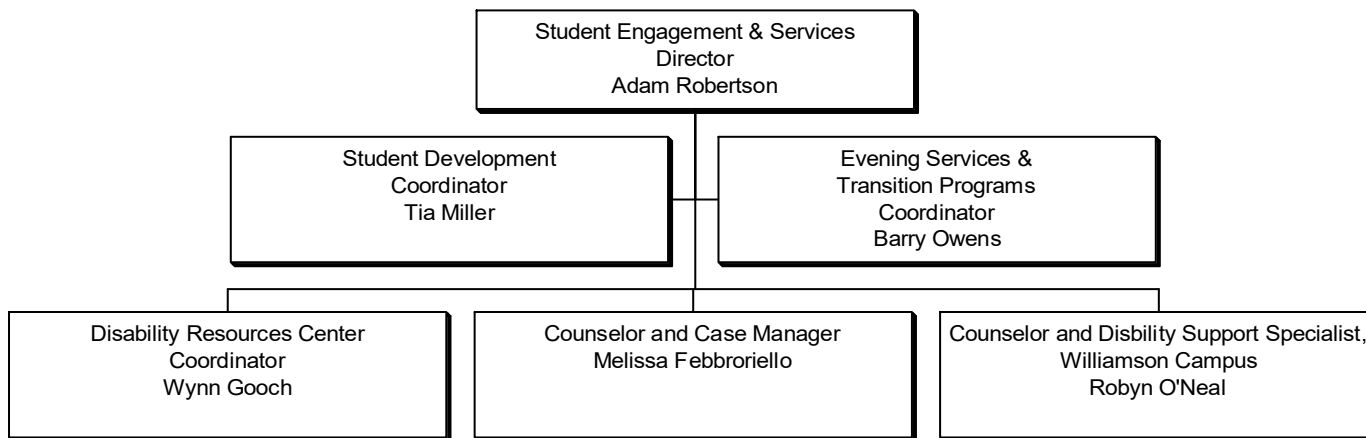 Student Engagement & Services
Director
Adam Robertson
Student Development
Coordinator
Tia Miller
Evening Services &
Transition Programs
Coordinator
Barry Owens
Disability Resources Center
Coordinator
Wynn Gooch
Counselor and Case Manager
Melissa Febbroriello
Counselor and Disbility Support Specialist,
Williamson Campus
Robyn O'Neal